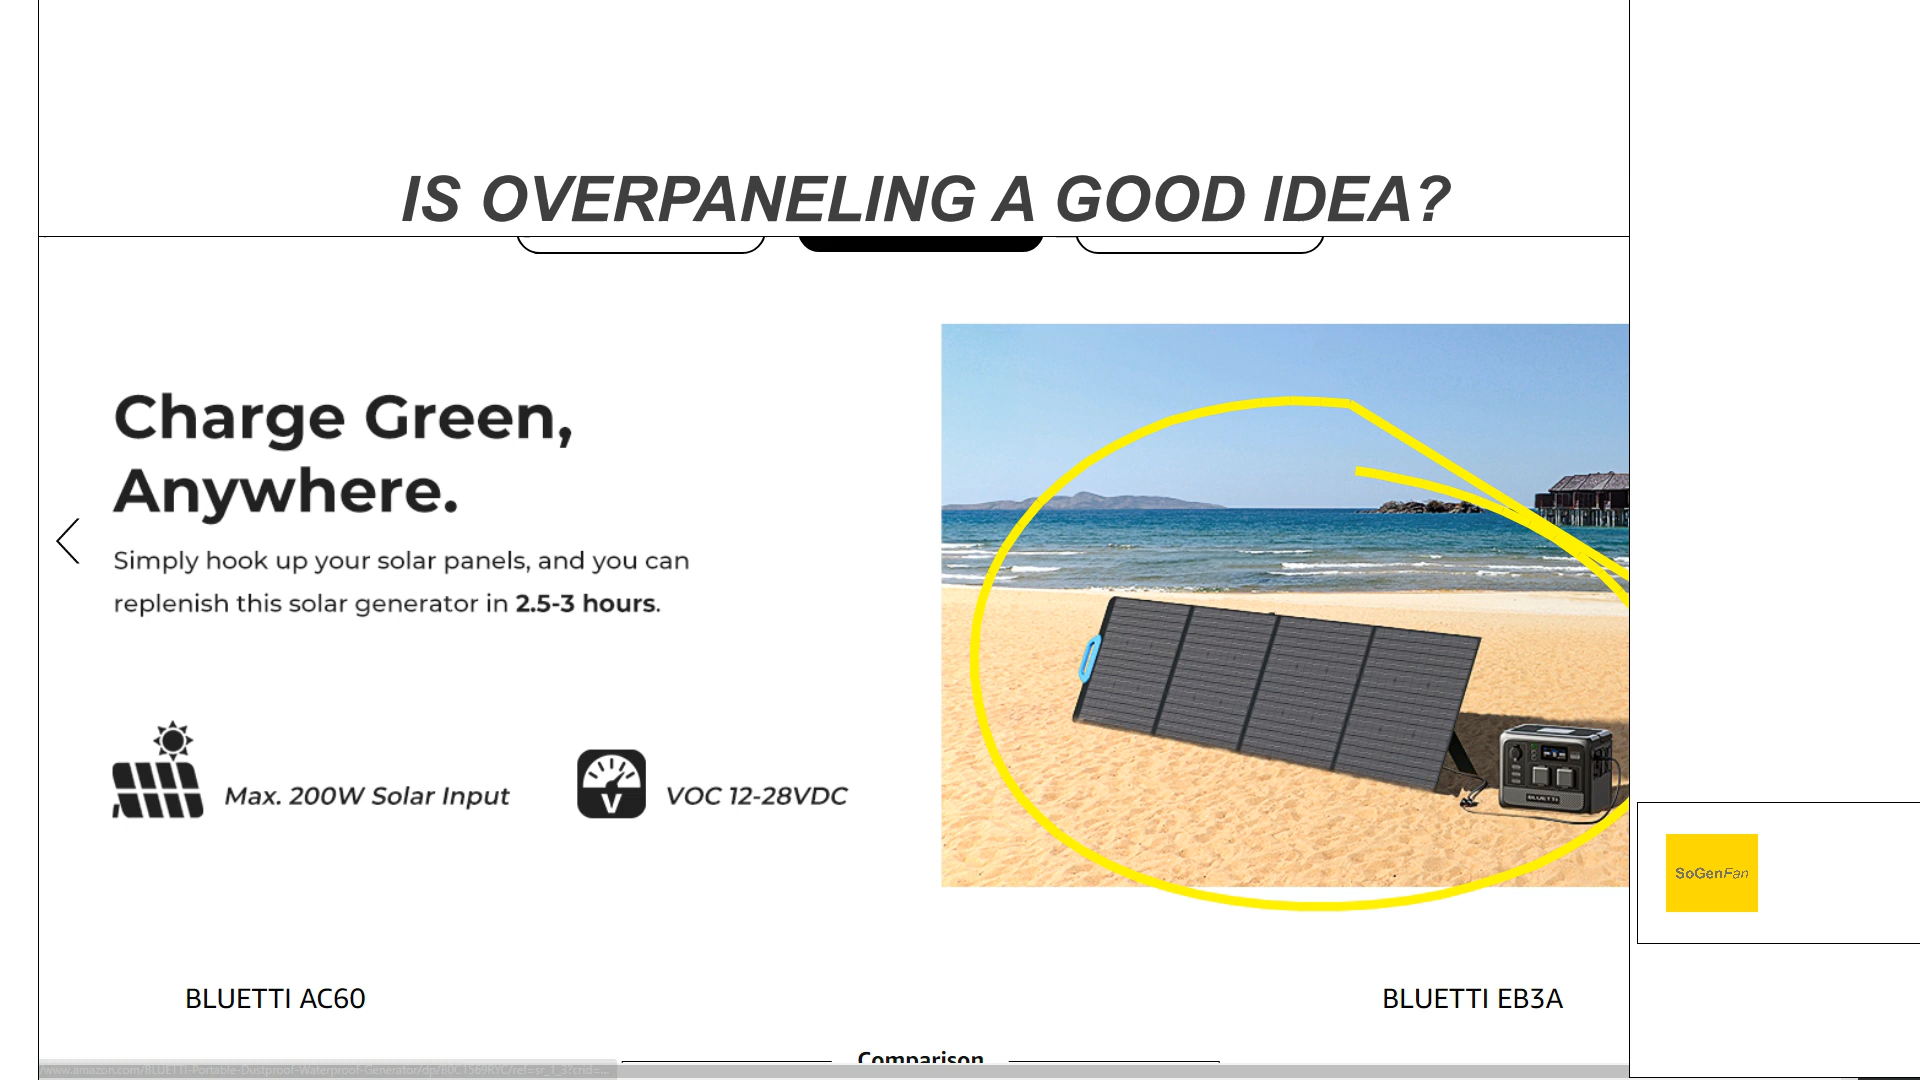 IS OVERPANELING A GOOD IDEA?
Charge Green,
Anywhere.
Simply hook up your solar panels, and you can
replenish this solar generator in 2.5-3 hours.
Max. 200W Solar Input
V
VOC 12-28VDC
BLUETTI
SoGenFan
BLUETTI AC60
BLUETTI EB3A
Comparison